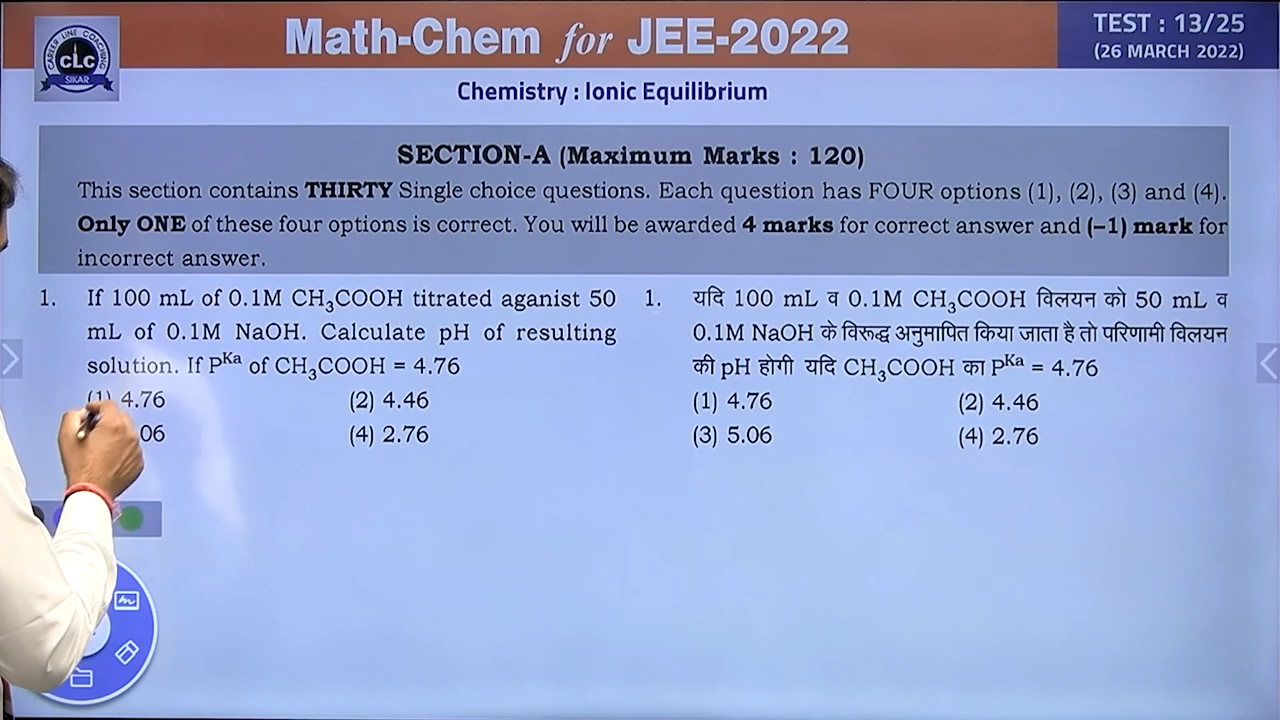 CAREER LINE COACHING
CLC
SIKAR
Math-Chem for JEE-2022
TEST : 13/25
(26 MARCH 2022)
Chemistry : Ionic Equilibrium
SECTION-A (Maximum Marks : 120)
This section contains THIRTY Single choice questions. Each question has FOUR options (1), (2), (3) and (4).
Only ONE of these four options is correct. You will be awarded 4 marks for correct answer and (–1) mark for
incorrect answer.
1. If 100 mL of 0.1M CH₃COOH titrated aganist 50
mL of 0.1M NaOH. Calculate pH of resulting
solution. If Pᴷᵃ of CH₃COOH = 4.76
(1) 4.76 (2) 4.46
06 (4) 2.76
1. यदि 100 mL व 0.1M CH₃COOH विलयन को 50 mL व
0.1M NaOH के विरूद्ध अनुमापित किया जाता है तो परिणामी विलयन
की pH होगी यदि CH₃COOH का Pᴷᵃ = 4.76
(1) 4.76 (2) 4.46
(3) 5.06 (4) 2.76